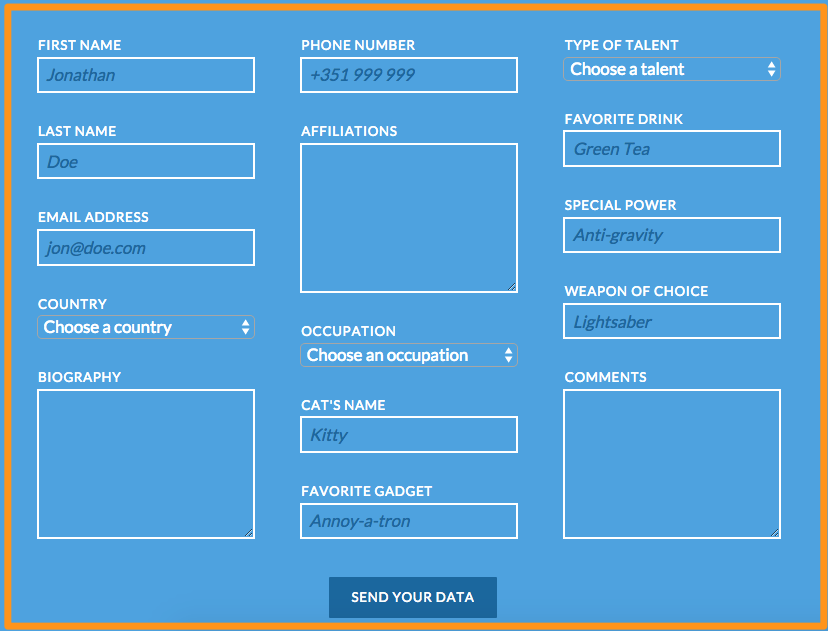 FIRST NAME
Jonathan
LAST NAME
Doe
EMAIL ADDRESS
jon@doe.com
COUNTRY
Choose a country
BIOGRAPHY
PHONE NUMBER
+351 999 999
AFFILIATIONS
OCCUPATION
Choose an occupation
CAT'S NAME
Kitty
FAVORITE GADGET
Annoy-a-tron
TYPE OF TALENT
Choose a talent
FAVORITE DRINK
Green Tea
SPECIAL POWER
Anti-gravity
WEAPON OF CHOICE
Lightsaber
COMMENTS
SEND YOUR DATA